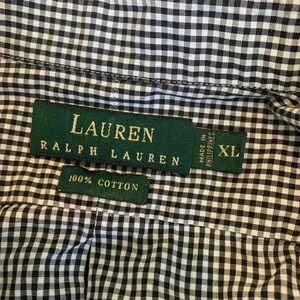 LAUREN
RALPH LAUREN
MADE IN
PHILIPPINES
XL
100% COTTON